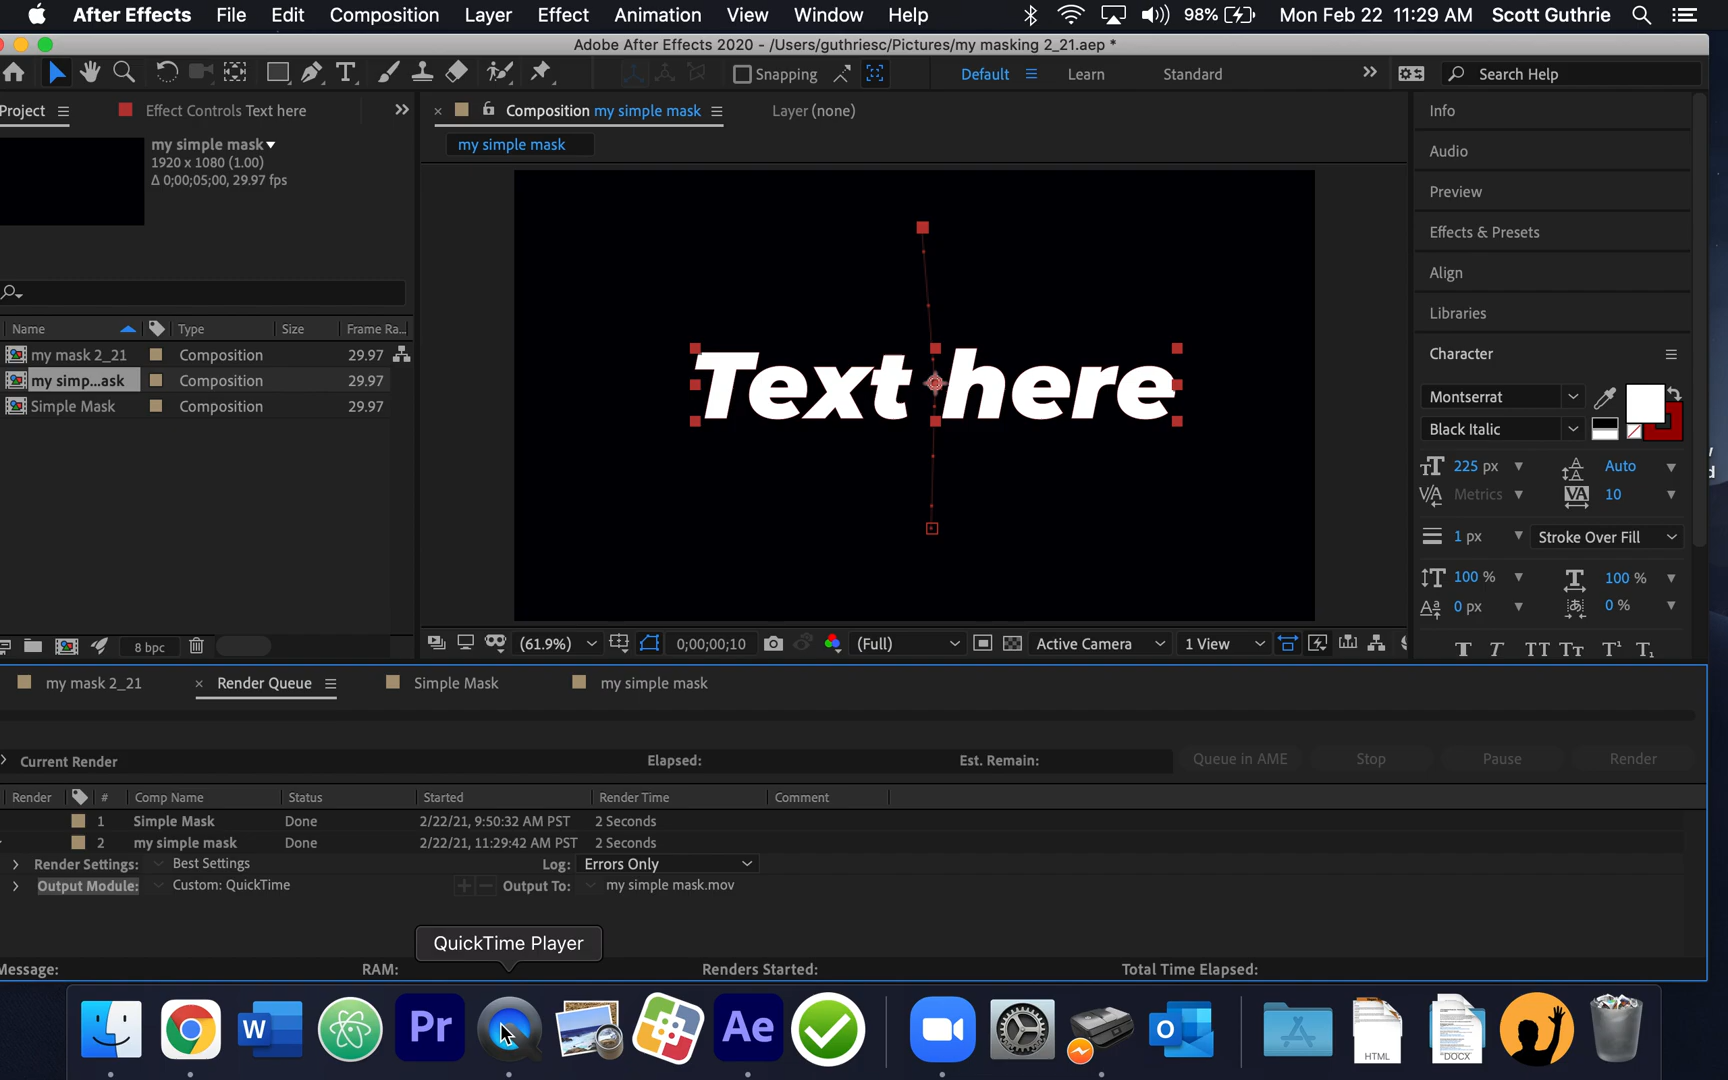 After Effects File Edit Composition Layer Effect Animation View Window Help 98% Mon Feb 22 11:29 AM Scott Guthrie
Adobe After Effects 2020 - /Users/guthriesc/Pictures/my masking 2_21.aep *
T Snapping Default Learn Standard Search Help
Project Effect Controls Text here Composition my simple mask Layer (none) Info
my simple mask
1920 x 1080 (1.00)
Δ 0;00;05;00, 29.97 fps
my simple mask
Audio
Preview
Effects & Presets
Align
Libraries
Character
Name Type Size Frame Ra...
my mask 2_21 Composition 29.97
my simp...ask Composition 29.97
Simple Mask Composition 29.97
Text here
Montserrat
Black Italic
225 px Auto
Metrics 10
1 px Stroke Over Fill
100 % 100 %
0 px 0 %
T T TT Tt T¹ T₁
8 bpc (61.9%) 0;00;00;10 (Full) Active Camera 1 View
my mask 2_21 Render Queue Simple Mask my simple mask
Current Render Elapsed: Est. Remain: Queue in AME Stop Pause Render
Render # Comp Name Status Started Render Time Comment
1 Simple Mask Done 2/22/21, 9:50:32 AM PST 2 Seconds
2 my simple mask Done 2/22/21, 11:29:42 AM PST 2 Seconds
Render Settings: Best Settings Log: Errors Only
Output Module: Custom: QuickTime Output To: my simple mask.mov
QuickTime Player
Message: RAM: Renders Started: Total Time Elapsed:
W Pr Ae O HTML "DOCX"